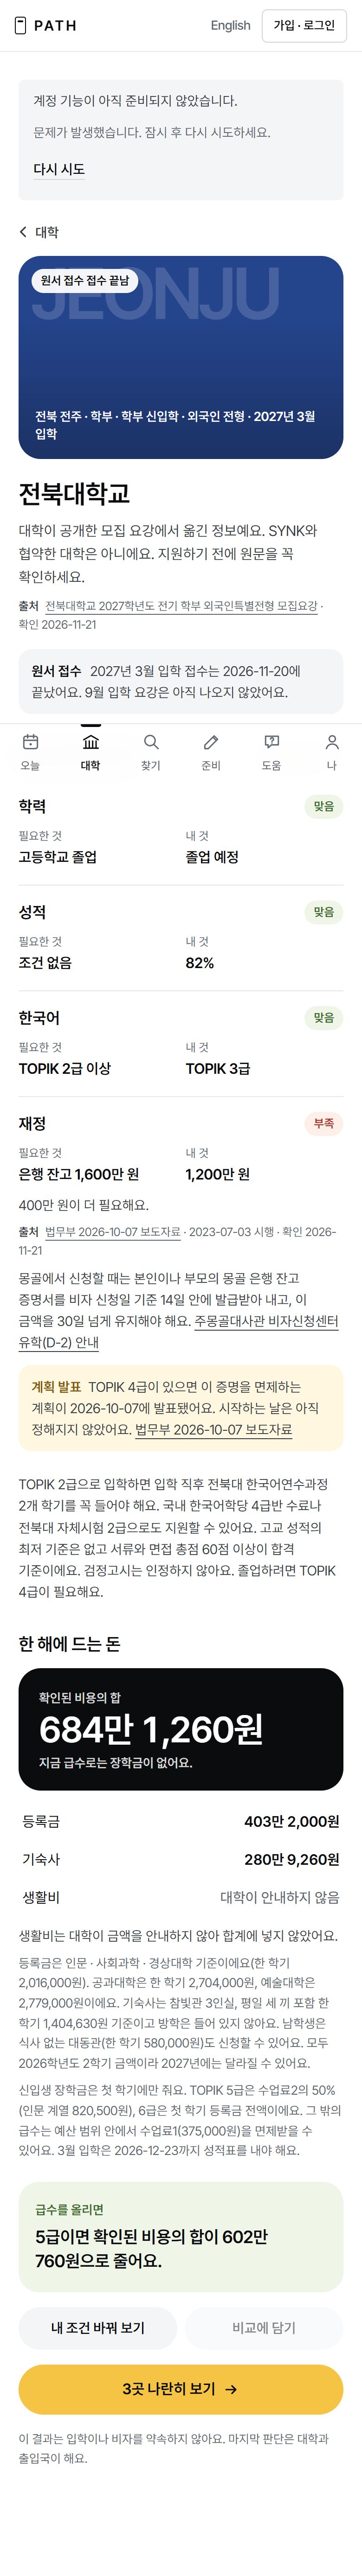 PATH
English
가입 · 로그인
계정 기능이 아직 준비되지 않았습니다.
문제가 발생했습니다. 잠시 후 다시 시도하세요.
다시 시도
대학
JEONJU
원서 접수 접수 끝남
전북 전주 · 학부 · 학부 신입학 · 외국인 전형 · 2027년 3월
입학
전북대학교
대학이 공개한 모집 요강에서 옮긴 정보예요. SYNK와
협약한 대학은 아니에요. 지원하기 전에 원문을 꼭
확인하세요.
출처 전북대학교 2027학년도 전기 학부 외국인특별전형 모집요강 ·
확인 2026-11-21
원서 접수 2027년 3월 입학 접수는 2026-11-20에
끝났어요. 9월 입학 요강은 아직 나오지 않았어요.
오늘
대학
찾기
준비
도움
나
학력
맞음
필요한 것
내 것
고등학교 졸업
졸업 예정
성적
맞음
필요한 것
내 것
조건 없음
82%
한국어
맞음
필요한 것
내 것
TOPIK 2급 이상
TOPIK 3급
재정
부족
필요한 것
내 것
은행 잔고 1,600만 원
1,200만 원
400만 원이 더 필요해요.
출처 법무부 2026-10-07 보도자료 · 2023-07-03 시행 · 확인 2026-
11-21
몽골에서 신청할 때는 본인이나 부모의 몽골 은행 잔고
증명서를 비자 신청일 기준 14일 안에 발급받아 내고, 이
금액을 30일 넘게 유지해야 해요. 주몽골대사관 비자신청센터
유학(D-2) 안내
계획 발표 TOPIK 4급이 있으면 이 증명을 면제하는
계획이 2026-10-07에 발표됐어요. 시작하는 날은 아직
정해지지 않았어요. 법무부 2026-10-07 보도자료
TOPIK 2급으로 입학하면 입학 직후 전북대 한국어연수과정
2개 학기를 꼭 들어야 해요. 국내 한국어학당 4급반 수료나
전북대 자체시험 2급으로도 지원할 수 있어요. 고교 성적의
최저 기준은 없고 서류와 면접 총점 60점 이상이 합격
기준이에요. 검정고시는 인정하지 않아요. 졸업하려면 TOPIK
4급이 필요해요.
한 해에 드는 돈
확인된 비용의 합
684만 1,260원
지금 급수로는 장학금이 없어요.
등록금
403만 2,000원
기숙사
280만 9,260원
생활비
대학이 안내하지 않음
생활비는 대학이 금액을 안내하지 않아 합계에 넣지 않았어요.
등록금은 인문 · 사회과학 · 경상대학 기준이에요(한 학기
2,016,000원). 공과대학은 한 학기 2,704,000원, 예술대학은
2,779,000원이에요. 기숙사는 참빛관 3인실, 평일 세 끼 포함 한
학기 1,404,630원 기준이고 방학은 들어 있지 않아요. 남학생은
식사 없는 대동관(한 학기 580,000원)도 신청할 수 있어요. 모두
2026학년도 2학기 금액이라 2027년에는 달라질 수 있어요.
신입생 장학금은 첫 학기에만 줘요. TOPIK 5급은 수업료2의 50%
(인문 계열 820,500원), 6급은 첫 학기 등록금 전액이에요. 그 밖의
급수는 예산 범위 안에서 수업료1(375,000원)을 면제받을 수
있어요. 3월 입학은 2026-12-23까지 성적표를 내야 해요.
급수를 올리면
5급이면 확인된 비용의 합이 602만
760원으로 줄어요.
내 조건 바꿔 보기
비교에 담기
3곳 나란히 보기 →
이 결과는 입학이나 비자를 약속하지 않아요. 마지막 판단은 대학과
출입국이 해요.